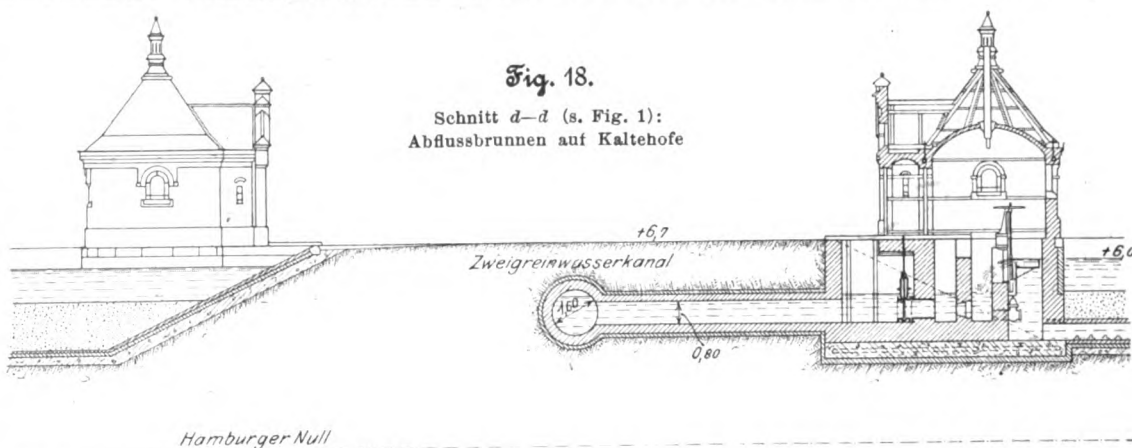 Fig. 18.
Schnitt d—d (s. Fig. 1):
Abflussbrunnen auf Kaltehofe
+6,7
Zweigreinwasserkanal
+6,0
1,60
0,80
Hamburger Null